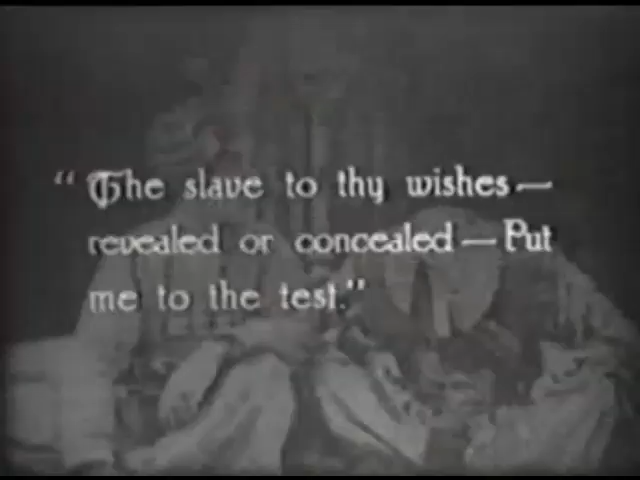 “The slave to thy wishes—
revealed or concealed—Put
me to the test.”